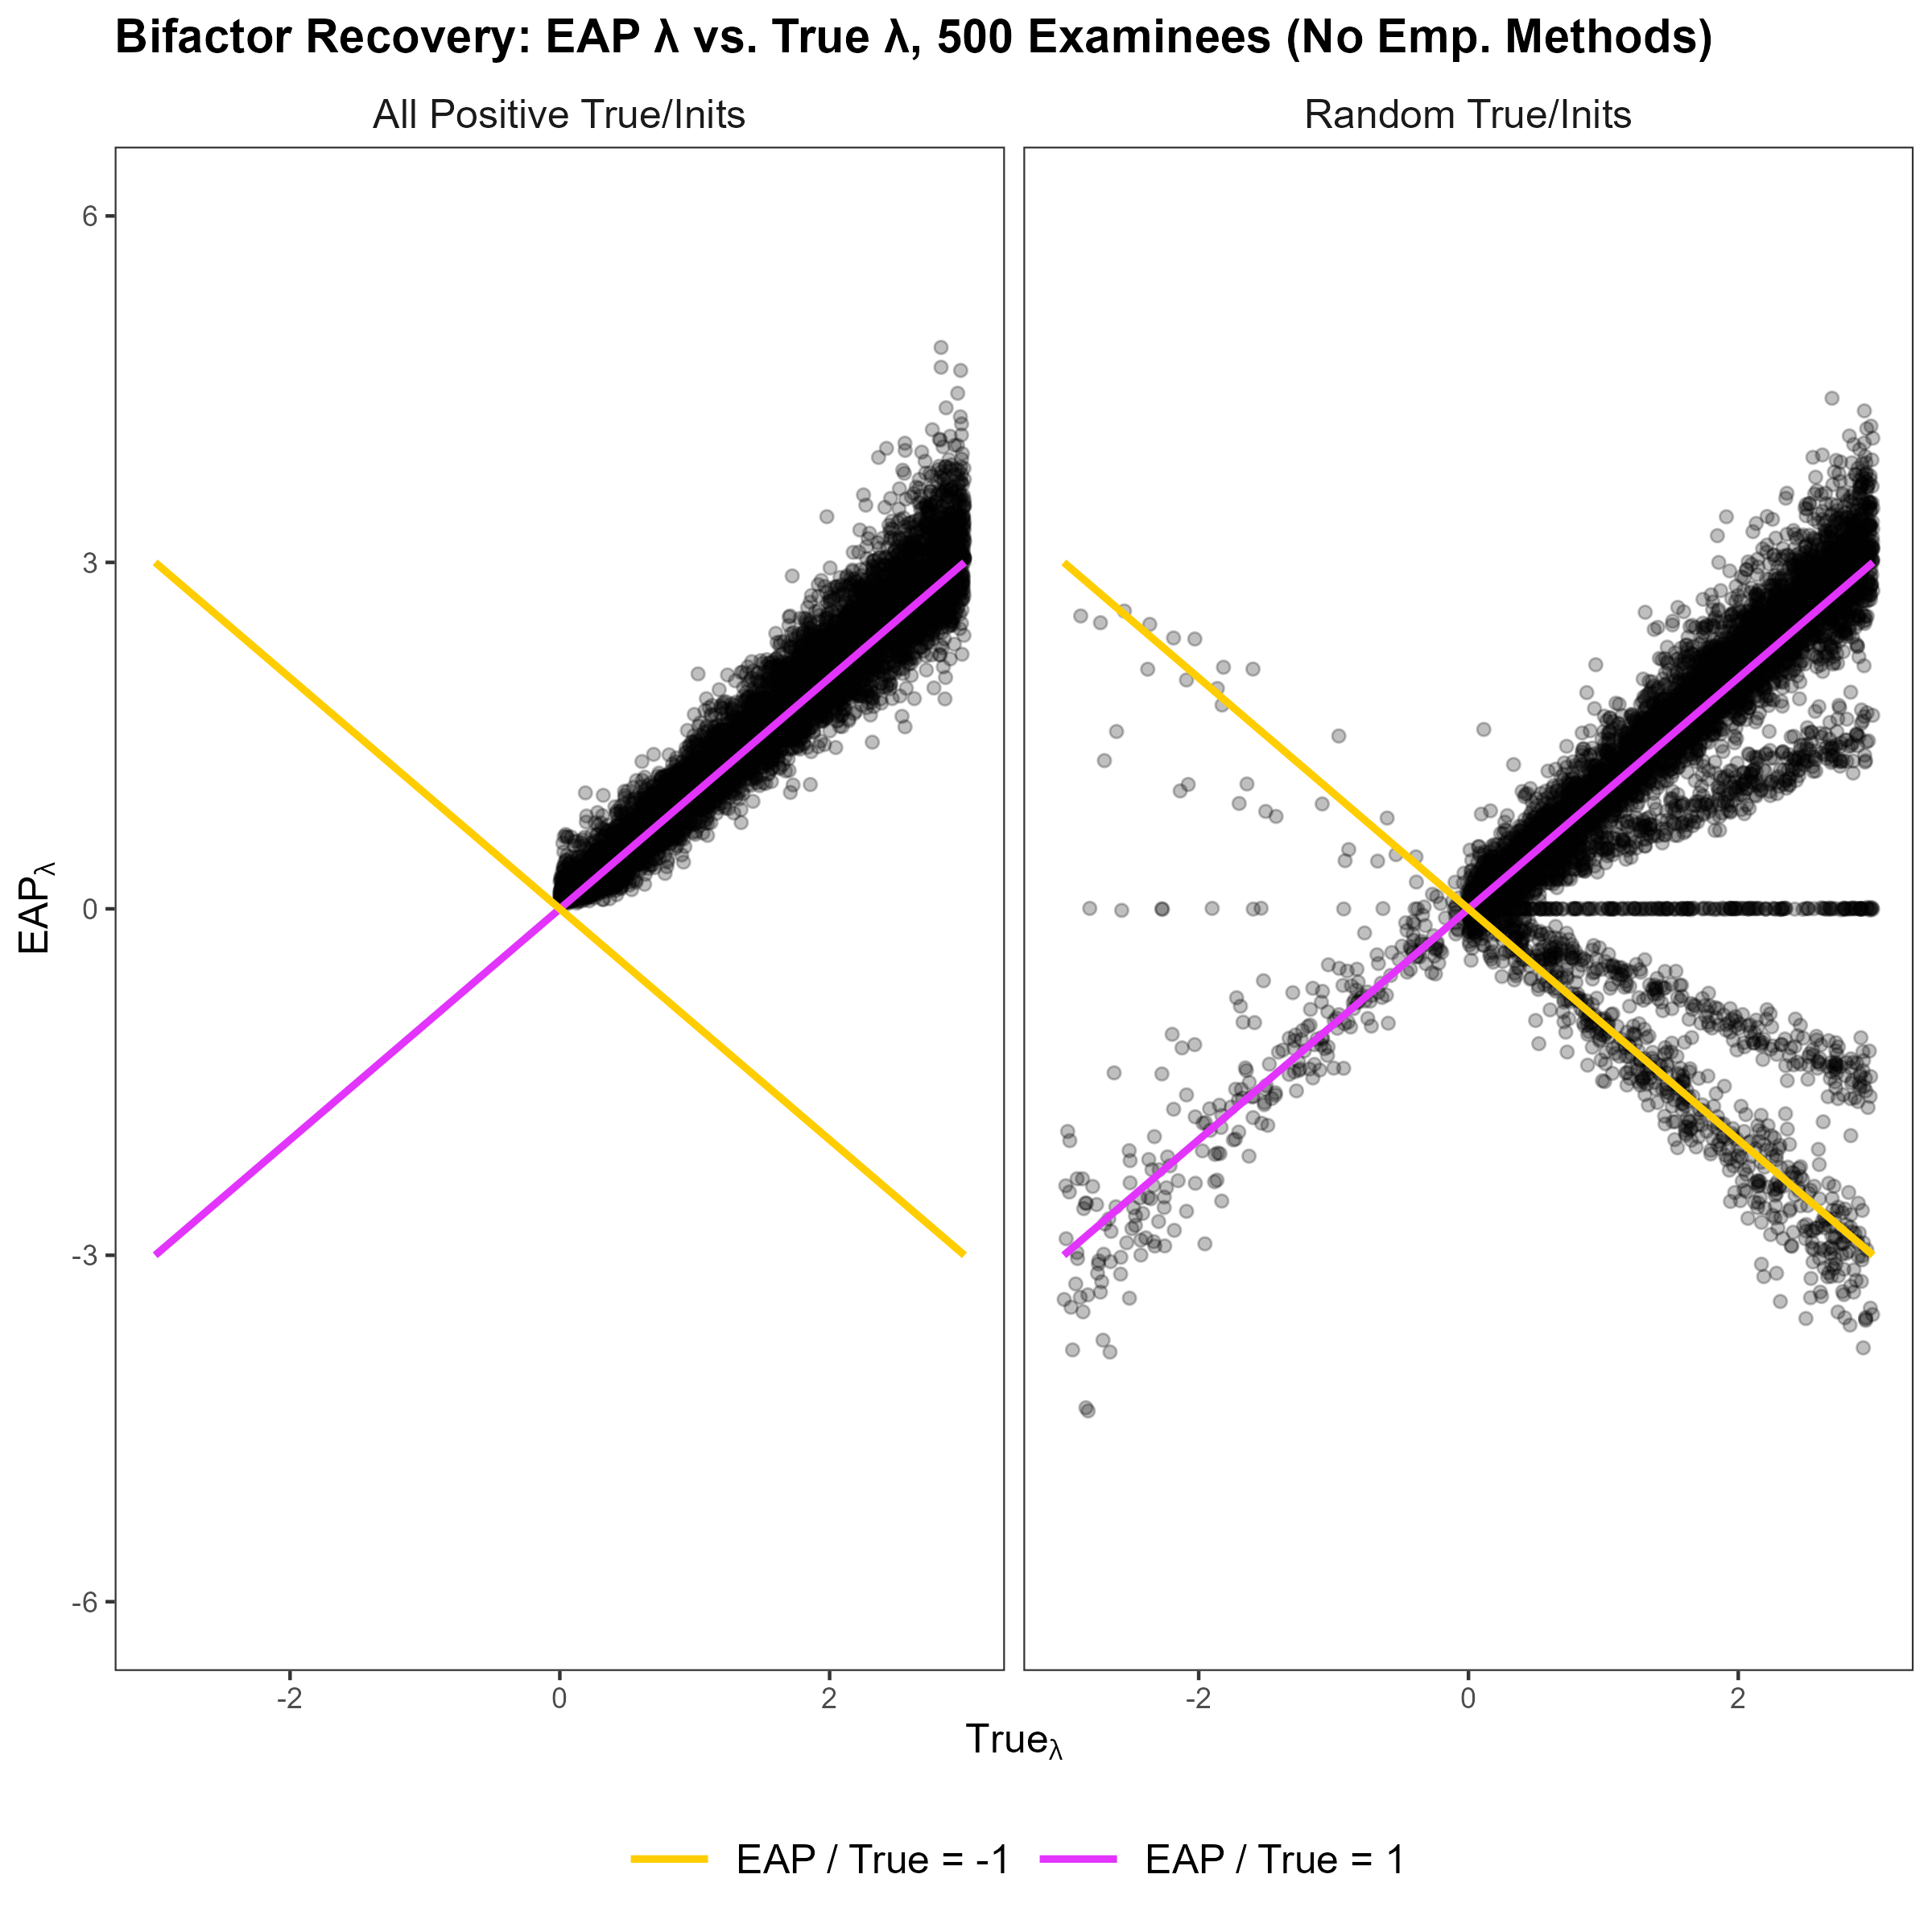 Bifactor Recovery: EAP λ vs. True λ, 500 Examinees (No Emp. Methods)
All Positive True/Inits
Random True/Inits
6
3
0
-3
-6
EAPλ
-2 0 2
-2 0 2
Trueλ
EAP / True = -1
EAP / True = 1